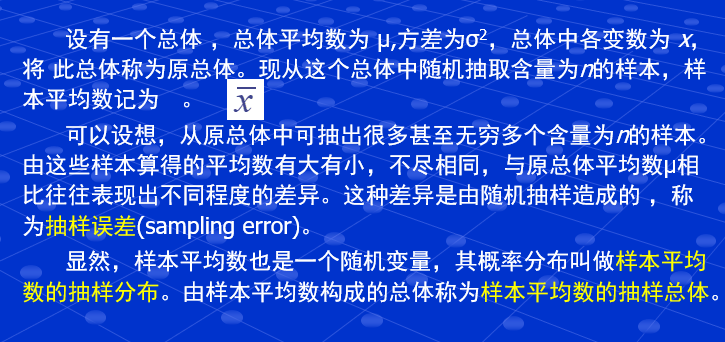 设有一个总体 ，总体平均数为 μ,方差为σ²，总体中各变数为 x，
将 此总体称为原总体。现从这个总体中随机抽取含量为n的样本，样
本平均数记为 x̄ 。
可以设想，从原总体中可抽出很多甚至无穷多个含量为n的样本。
由这些样本算得的平均数有大有小，不尽相同，与原总体平均数μ相
比往往表现出不同程度的差异。这种差异是由随机抽样造成的 ，称
为抽样误差(sampling error)。
显然，样本平均数也是一个随机变量，其概率分布叫做样本平均
数的抽样分布。由样本平均数构成的总体称为样本平均数的抽样总体。